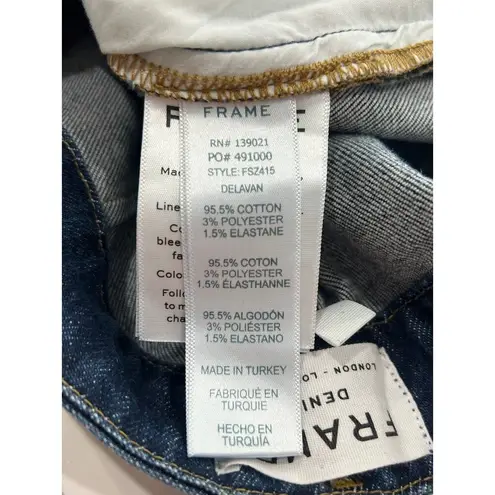 FRAME
RN# 139021
PO# 491000
STYLE: FSZ415
DELAVAN
95.5% COTTON
3% POLYESTER
1.5% ELASTANE
95.5% COTON
3% POLYESTER
1.5% ÉLASTHANNE
95.5% ALGODÓN
3% POLIÉSTER
1.5% ELASTANO
MADE IN TURKEY
FABRIQUÉ EN
TURQUIE
HECHO EN
TURQUÍA
LONDON - LO
DENI
FRAME